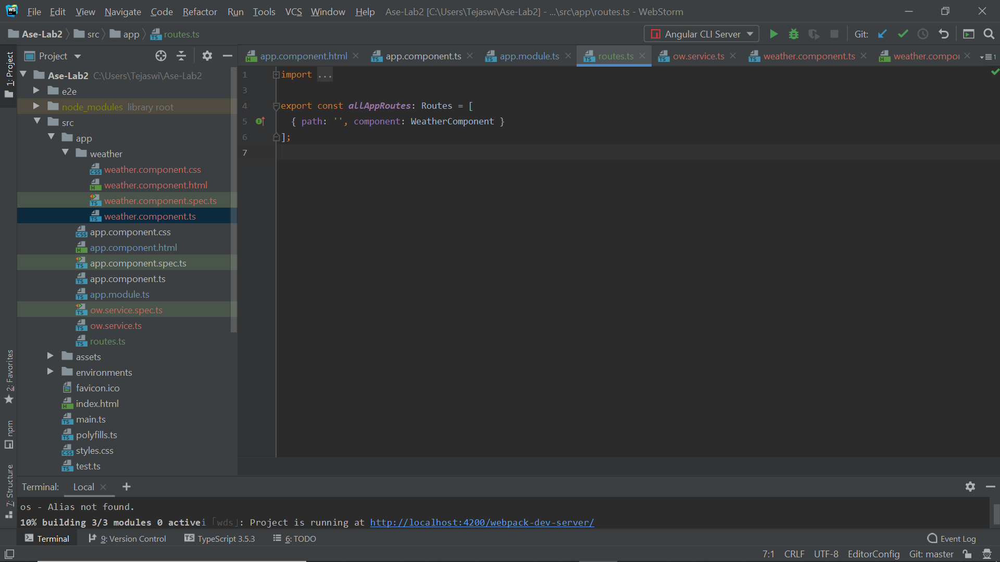 WS File Edit View Navigate Code Refactor Run Tools VCS Window Help Ase-Lab2 [C:\Users\Tejaswi\Ase-Lab2] - ...\src\app\routes.ts - WebStorm
Ase-Lab2 src app routes.ts Angular CLI Server Git:
Project
app.component.html app.component.ts app.module.ts routes.ts ow.service.ts weather.component.ts weather.compor 1
1: Project
2: Favorites
npm
7: Structure
Ase-Lab2 C:\Users\Tejaswi\Ase-Lab2
e2e
node_modules library root
src
app
weather
weather.component.css
weather.component.html
weather.component.spec.ts
weather.component.ts
app.component.css
app.component.html
app.component.spec.ts
app.component.ts
app.module.ts
ow.service.spec.ts
ow.service.ts
routes.ts
assets
environments
favicon.ico
index.html
main.ts
polyfills.ts
styles.css
test.ts
1 import ...
3
4 export const allAppRoutes: Routes = [
5 { path: '', component: WeatherComponent }
6 ];
7
Terminal: Local
os - Alias not found.
10% building 3/3 modules 0 activei ｢wds｣: Project is running at http://localhost:4200/webpack-dev-server/
Terminal 9: Version Control TypeScript 3.5.3 6: TODO Event Log
7:1 CRLF UTF-8 EditorConfig Git: master